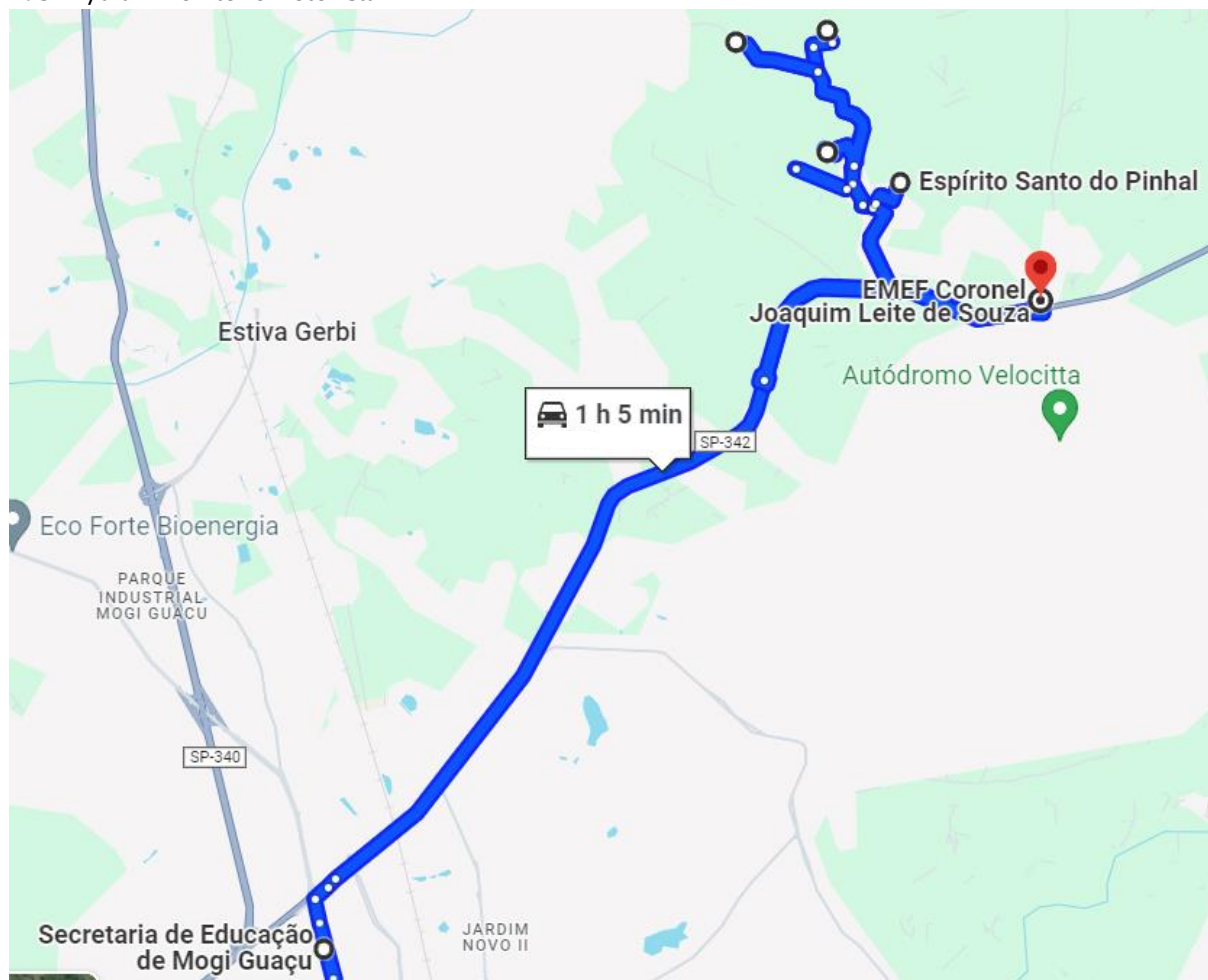 Espírito Santo do Pinhal
EMEF Coronel
Joaquim Leite de Souza
Estiva Gerbi
Autódromo Velocitta
1 h 5 min
SP-342
Eco Forte Bioenergia
PARQUE
INDUSTRIAL
MOGI GUAÇU
SP-340
Secretaria de Educação
de Mogi Guaçu
JARDIM
NOVO II